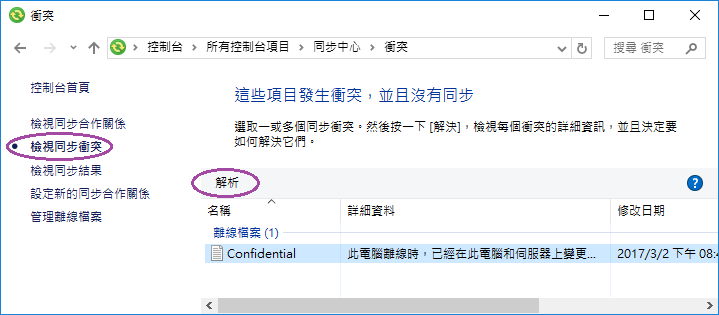 衝突
控制台 › 所有控制台項目 › 同步中心 › 衝突
搜尋 衝突
控制台首頁
檢視同步合作關係
檢視同步衝突
檢視同步結果
設定新的同步合作關係
管理離線檔案
這些項目發生衝突，並且沒有同步
選取一或多個同步衝突。然後按一下 [解決]，檢視每個衝突的詳細資訊，並且決定要
如何解決它們。
解析
名稱 詳細資料 修改日期
離線檔案 (1)
Confidential 此電腦離線時，已經在此電腦和伺服器上變更... 2017/3/2 下午 08:4